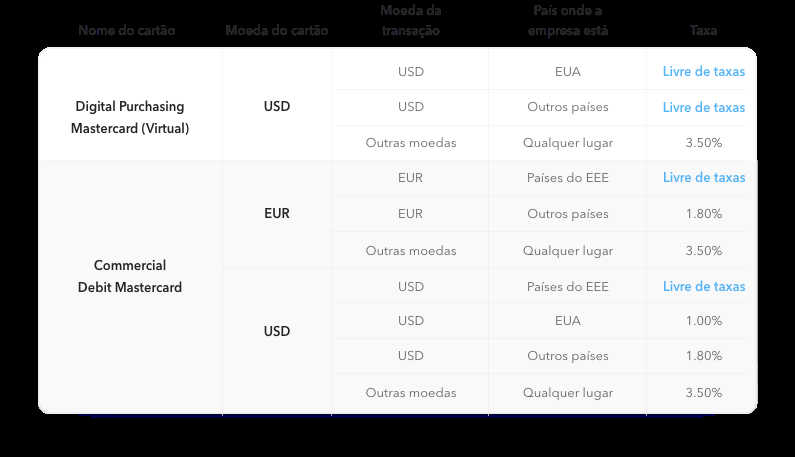 Nome do cartão Moeda do cartão Moeda da transação País onde a empresa está Taxa
Digital Purchasing Mastercard (Virtual) USD USD EUA Livre de taxas
USD Outros países Livre de taxas
Outras moedas Qualquer lugar 3.50%
Commercial Debit Mastercard EUR EUR Países do EEE Livre de taxas
EUR Outros países 1.80%
Outras moedas Qualquer lugar 3.50%
USD USD Países do EEE Livre de taxas
USD EUA 1.00%
USD Outros países 1.80%
Outras moedas Qualquer lugar 3.50%